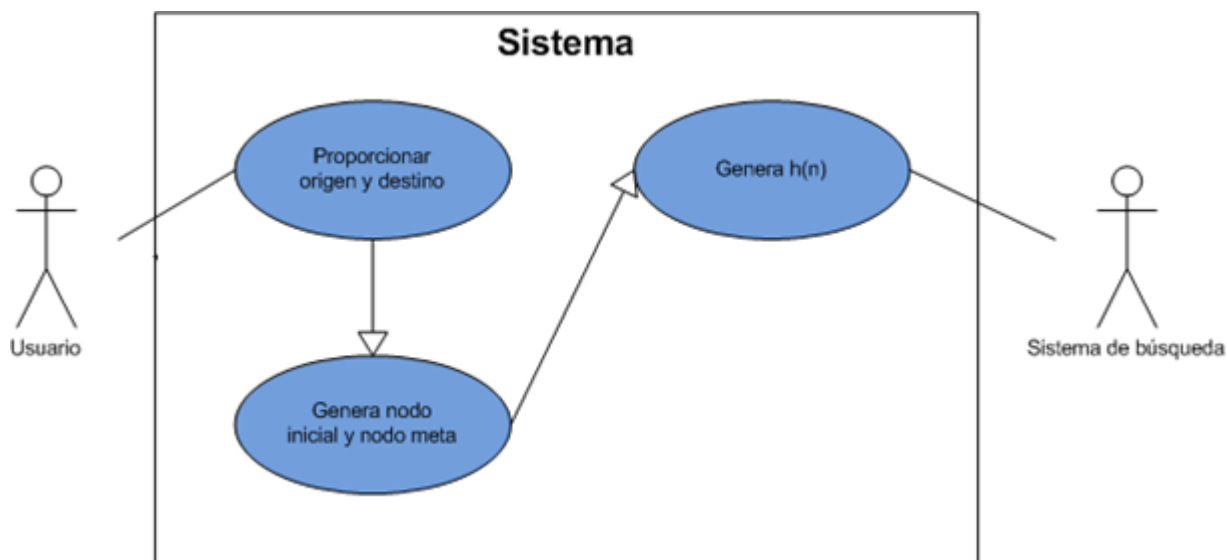 Sistema
Proporcionar
origen y destino
Genera h(n)
Usuario
Sistema de búsqueda
Genera nodo
inicial y nodo meta